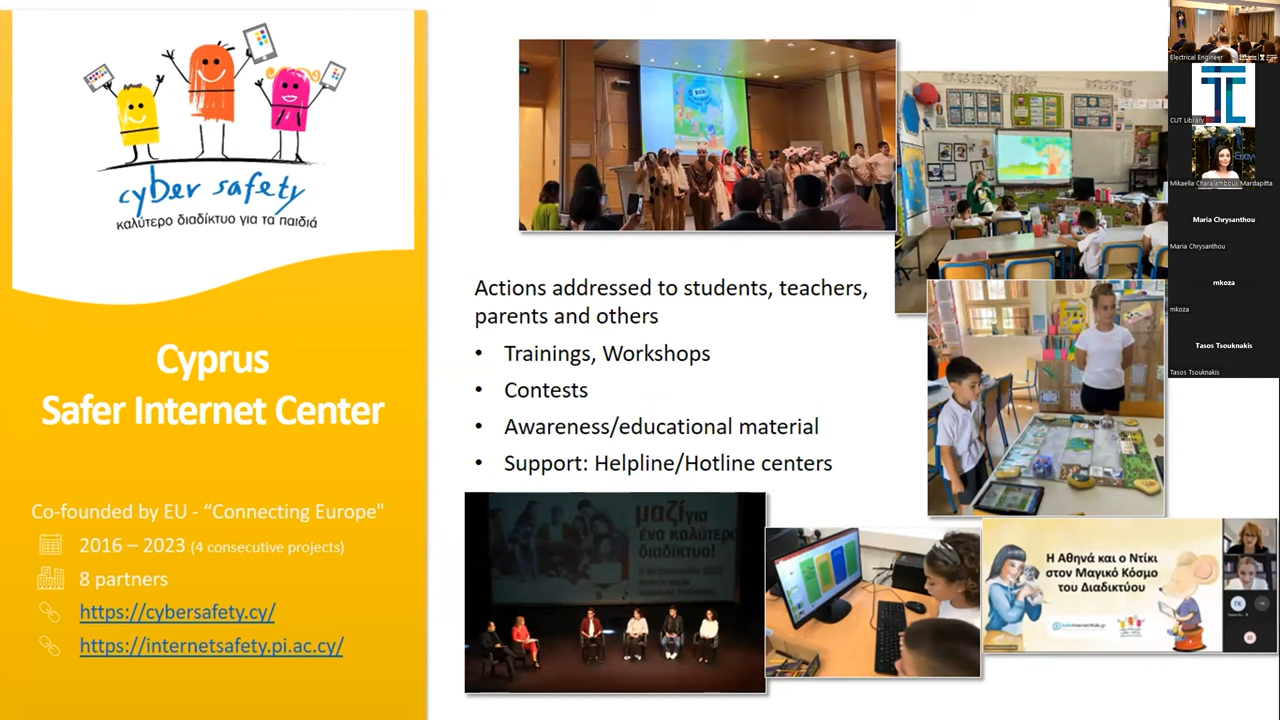 cyber safety
καλύτερο διαδίκτυο για τα παιδιά
Cyprus
Safer Internet Center
Co-founded by EU - “Connecting Europe"
2016 – 2023 (4 consecutive projects)
8 partners
https://cybersafety.cy/
https://internetsafety.pi.ac.cy/
Actions addressed to students, teachers,
parents and others
• Trainings, Workshops
• Contests
• Awareness/educational material
• Support: Helpline/Hotline centers
μαζί για
ένα καλύτερο
διαδίκτυο!
Η Αθηνά και ο Ντίκι
στον Μαγικό Κόσμο
του Διαδικτύου
Electrical Engineer
CUT Library
Mikaella Charalambous Mardapitta
Maria Chrysanthou
Maria Chrysanthou
mkoza
mkoza
Tasos Tsouknakis
Tasos Tsouknakis